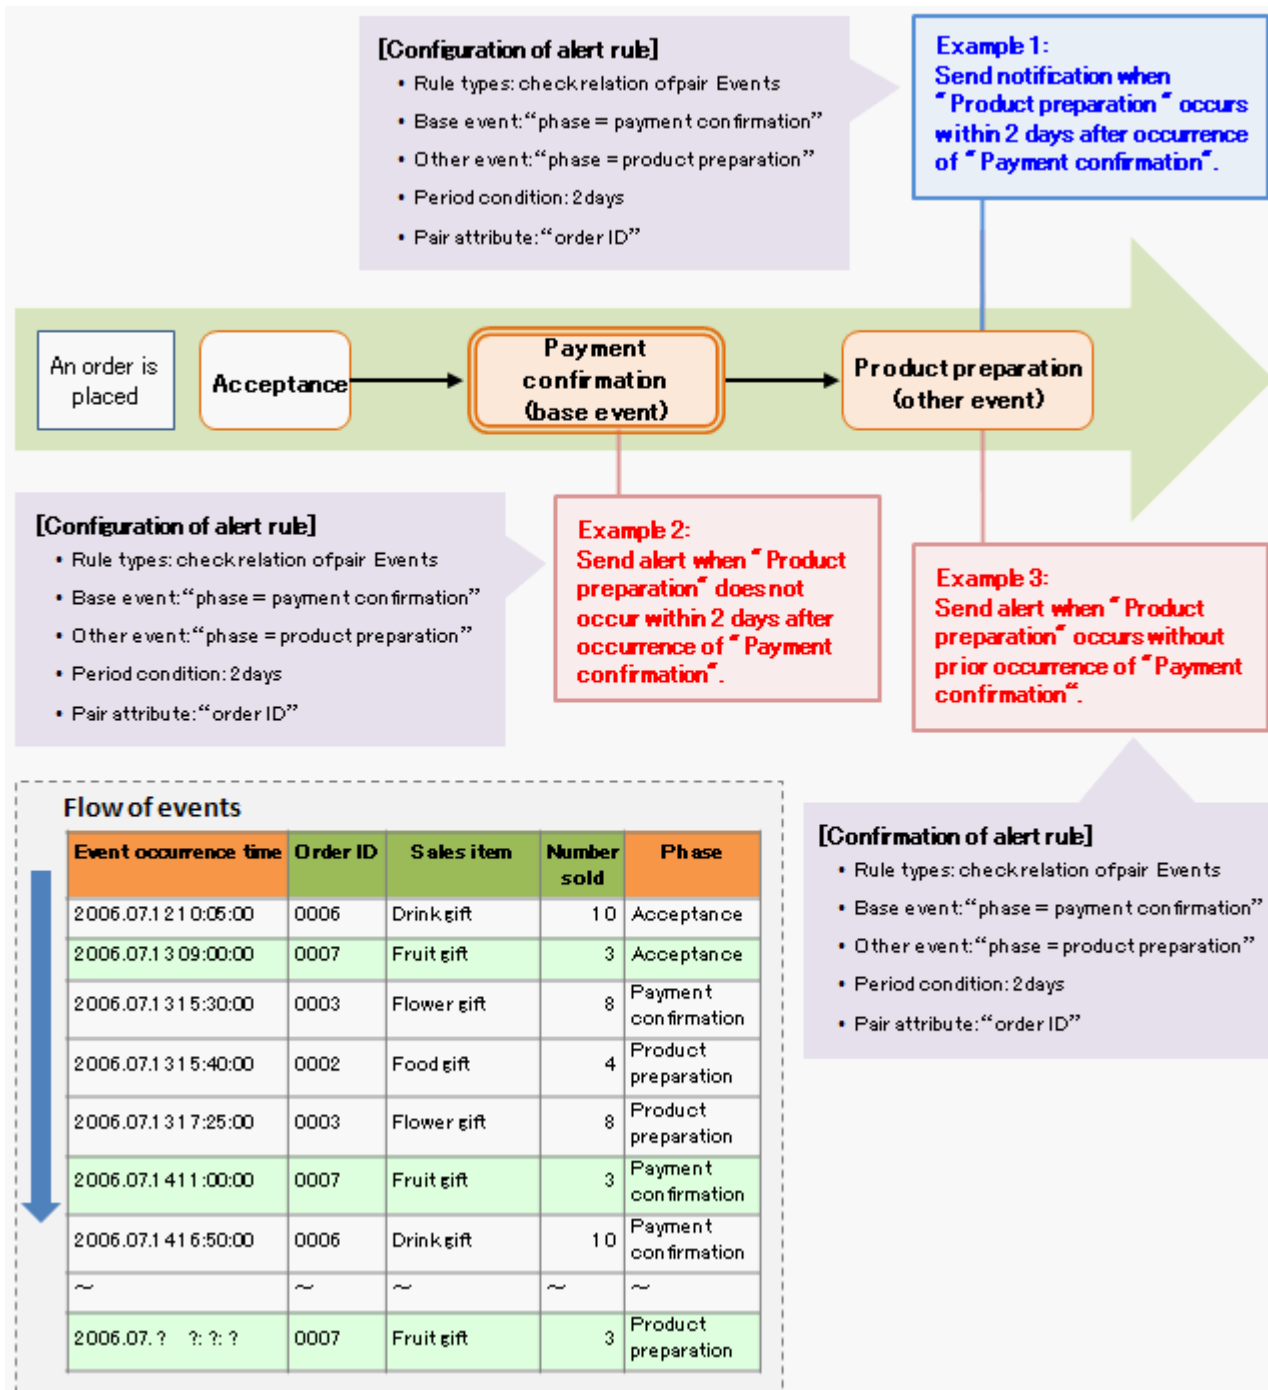 [Configuration of alert rule]
• Rule types: check relation of pair Events
• Base event: “phase = payment confirmation”
• Other event: “phase = product preparation”
• Period condition: 2 days
• Pair attribute: “order ID”
Example 1:
Send notification when
“Product preparation“ occurs
within 2 days after occurrence
of “Payment confirmation“.
An order is
placed
Acceptance
Payment
confirmation
(base event)
Product preparation
(other event)
[Configuration of alert rule]
• Rule types: check relation of pair Events
• Base event: “phase = payment confirmation”
• Other event: “phase = product preparation”
• Period condition: 2 days
• Pair attribute: “order ID”
Example 2:
Send alert when “Product
preparation“ does not
occur within 2 days after
occurrence of “Payment
confirmation“.
Example 3:
Send alert when “Product
preparation“ occurs without
prior occurrence of “Payment
confirmation“.
[Confirmation of alert rule]
• Rule types: check relation of pair Events
• Base event: “phase = payment confirmation”
• Other event: “phase = product preparation”
• Period condition: 2 days
• Pair attribute: “order ID”
Flow of events
Event occurrence time Order ID Sales item Number sold Phase
2006.07.12 10:05:00 0006 Drink gift 10 Acceptance
2006.07.13 09:00:00 0007 Fruit gift 3 Acceptance
2006.07.13 15:30:00 0003 Flower gift 8 Payment confirmation
2006.07.13 15:40:00 0002 Food gift 4 Product preparation
2006.07.13 17:25:00 0003 Flower gift 8 Product preparation
2006.07.14 11:00:00 0007 Fruit gift 3 Payment confirmation
2006.07.14 16:50:00 0006 Drink gift 10 Payment confirmation
～ ～ ～ ～ ～
2006.07. ? ?: ?: ? 0007 Fruit gift 3 Product preparation